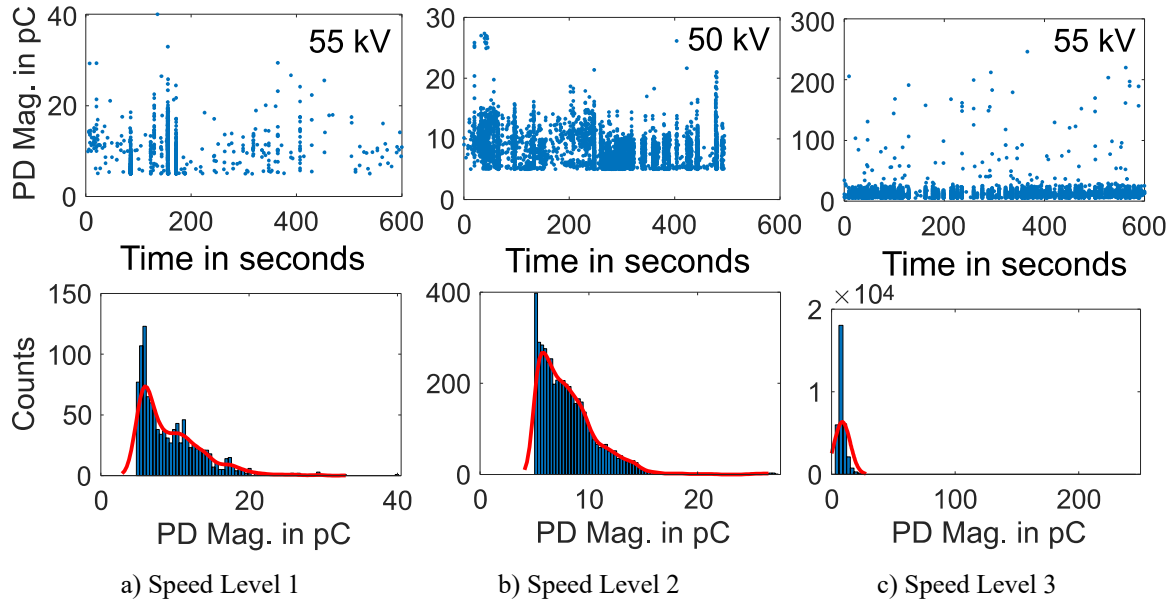 PD Mag. in pC
40
20
0
0 200 400 600
55 kV
30
20
10
0
0 200 400 600
50 kV
300
200
100
0
0 200 400 600
55 kV
Time in seconds
Time in seconds
Time in seconds
Counts
150
100
50
0
0 20 40
PD Mag. in pC
400
200
0
0 10 20
PD Mag. in pC
× 10⁴
2
1
0
0 100 200
PD Mag. in pC
a) Speed Level 1
b) Speed Level 2
c) Speed Level 3